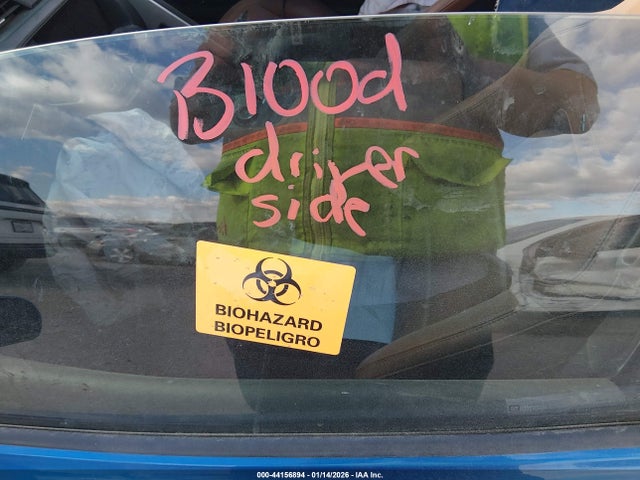 Blood
driver
side
BIOHAZARD
BIOPELIGRO
000-44156894 - 01/14/2026 - IAA Inc.